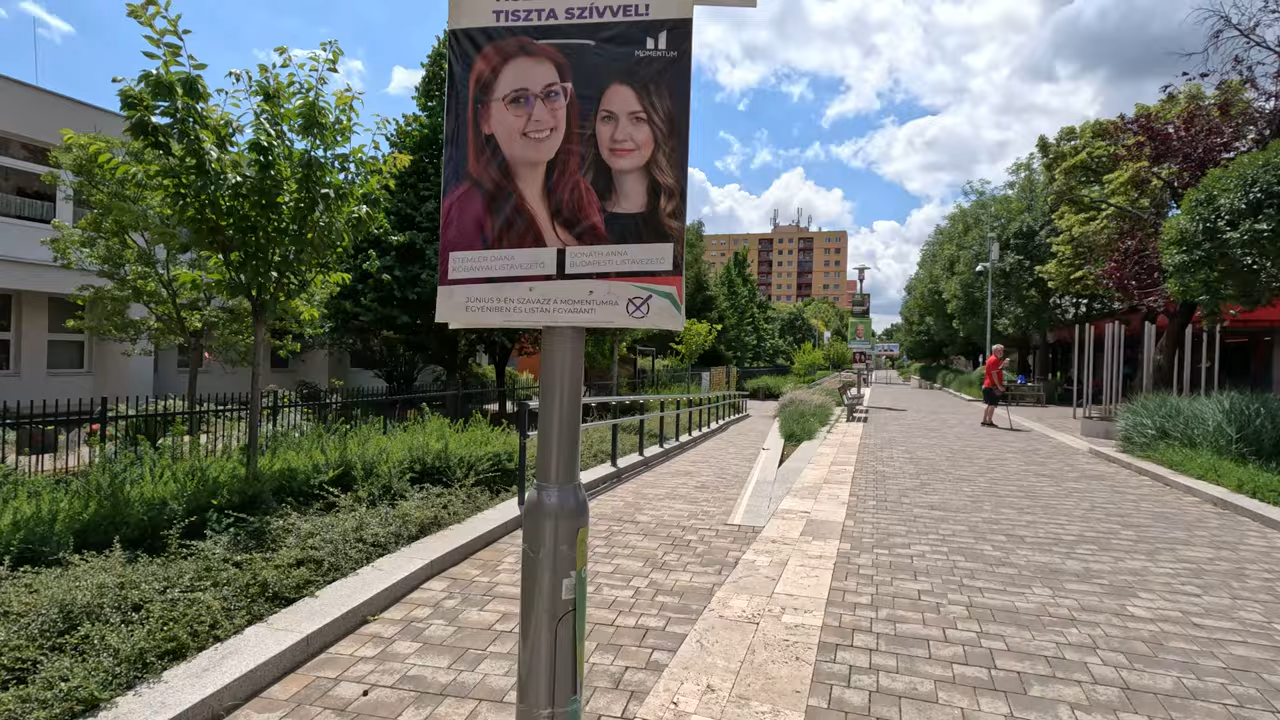 TISZTA SZÍVVEL!
MOMENTUM
STEMLER DIÁNA
KŐBÁNYAI LISTAVEZETŐ
DONÁTH ANNA
BUDAPESTI LISTAVEZETŐ
JÚNIUS 9-ÉN SZAVAZZ A MOMENTUMRA
EGYÉNIBEN ÉS LISTÁN EGYARÁNT!